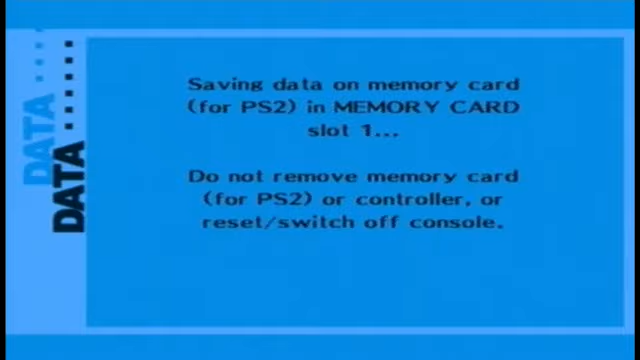 Saving data on memory card
(for PS2) in MEMORY CARD
slot 1...
Do not remove memory card
(for PS2) or controller, or
reset/switch off console.
DATA
DATA